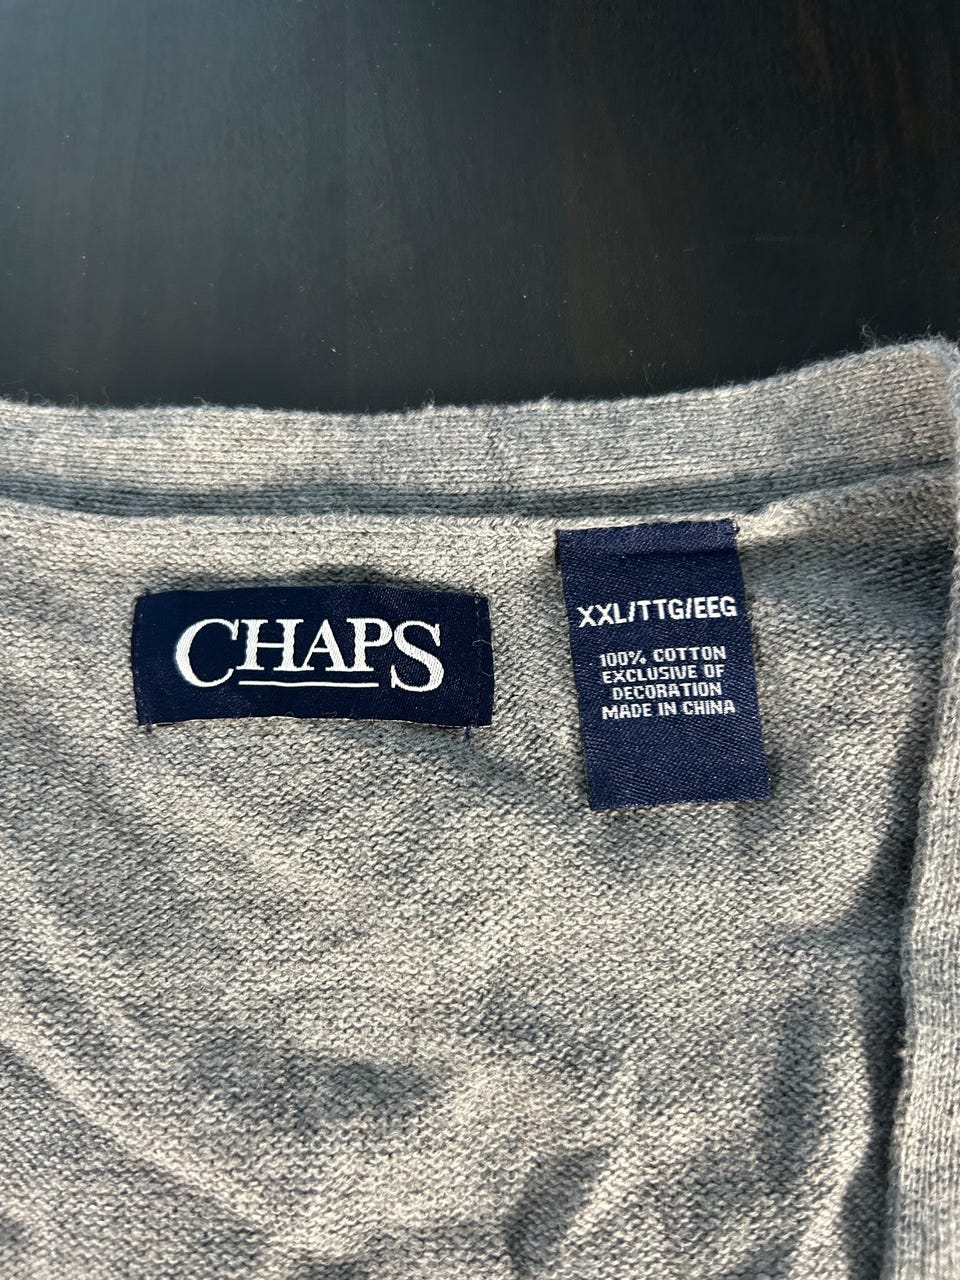 CHAPS
XXL/TTG/EEG
100% COTTON
EXCLUSIVE OF
DECORATION
MADE IN CHINA